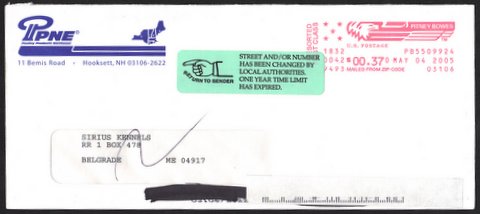 PPNE
11 Bemis Road • Hooksett, NH 03106-2622
RETURN TO SENDER
STREET AND/OR NUMBER
HAS BEEN CHANGED BY
LOCAL AUTHORITIES.
ONE YEAR TIME LIMIT
HAS EXPIRED.
PITNEY BOWES
U.S. POSTAGE
1832 PB5509924
$00.370 MAY 04 2005
MAILED FROM ZIP CODE 03106
SIRIUS KENNELS
RR 1 BOX 478
BELGRADE ME 04917